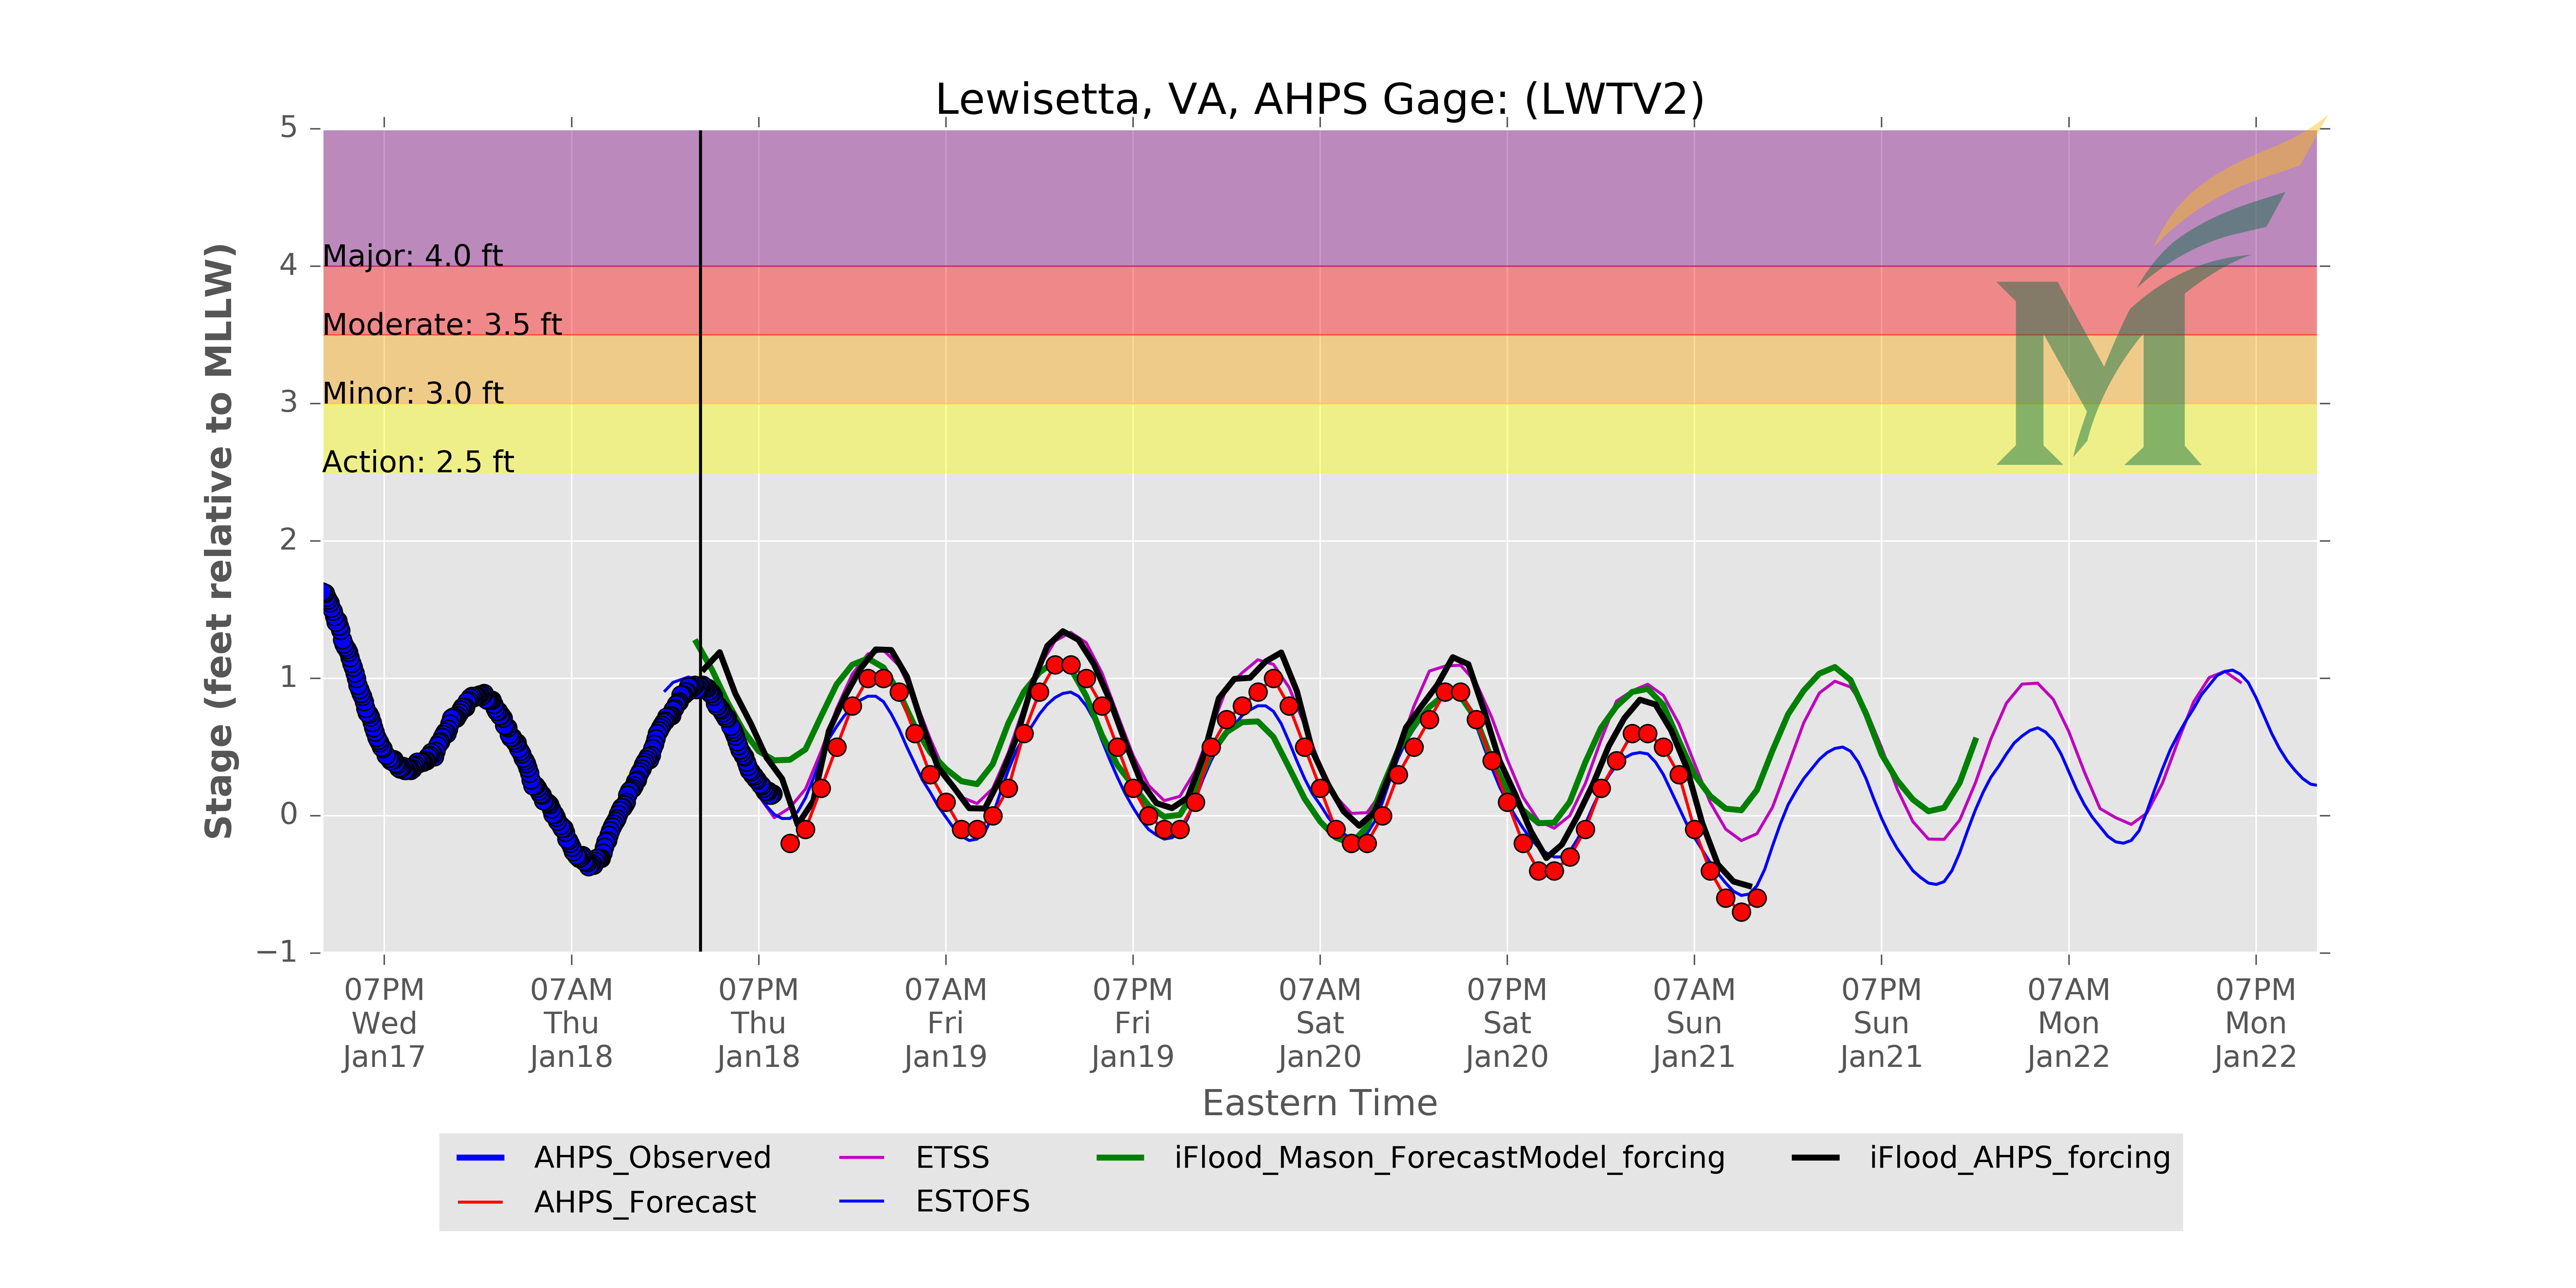 Lewisetta, VA, AHPS Gage: (LWTV2)
Stage (feet relative to MLLW)
5
4
3
2
1
0
−1
Major: 4.0 ft
Moderate: 3.5 ft
Minor: 3.0 ft
Action: 2.5 ft
M
07PM 07AM 07PM 07AM 07PM 07AM 07PM 07AM 07PM 07AM 07PM
Wed Thu Thu Fri Fri Sat Sat Sun Sun Mon Mon
Jan17 Jan18 Jan18 Jan19 Jan19 Jan20 Jan20 Jan21 Jan21 Jan22 Jan22
Eastern Time
AHPS_Observed ETSS iFlood_Mason_ForecastModel_forcing iFlood_AHPS_forcing
AHPS_Forecast ESTOFS